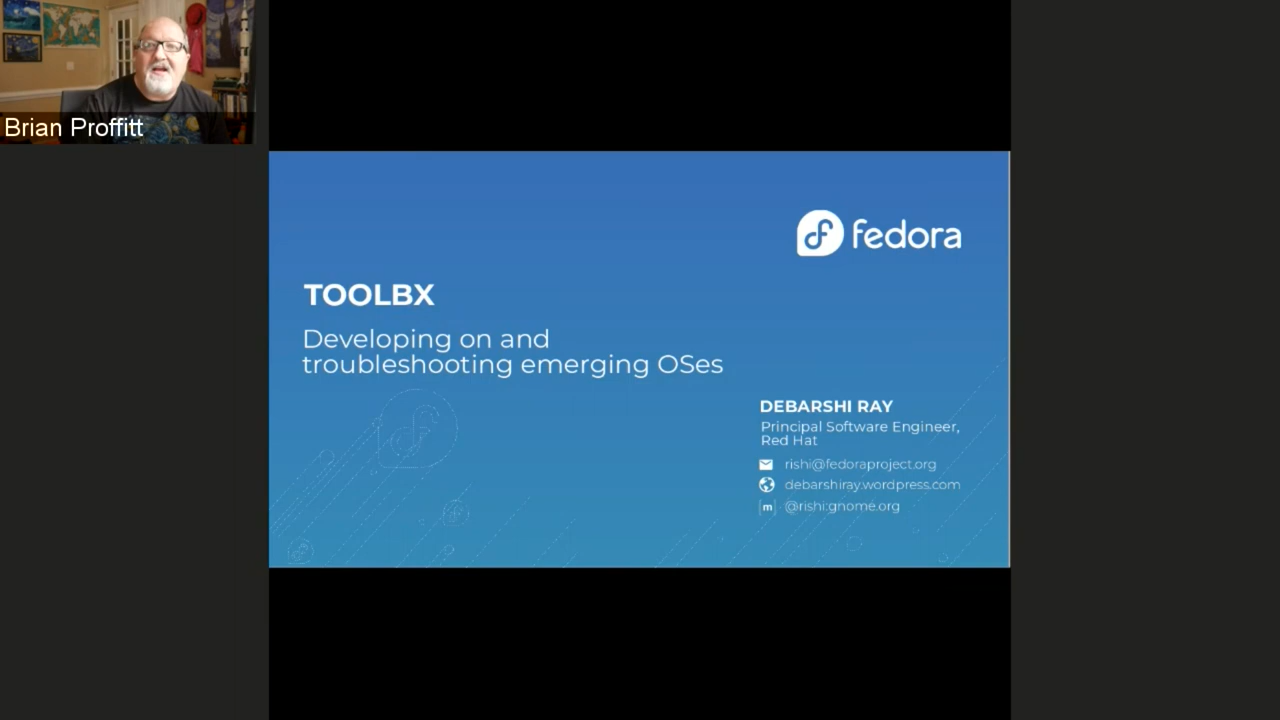 Brian Proffitt
fedora
TOOLBX
Developing on and
troubleshooting emerging OSes
DEBARSHI RAY
Principal Software Engineer,
Red Hat
rishi@fedoraproject.org
debarshiray.wordpress.com
[m] @rishi:gnome.org